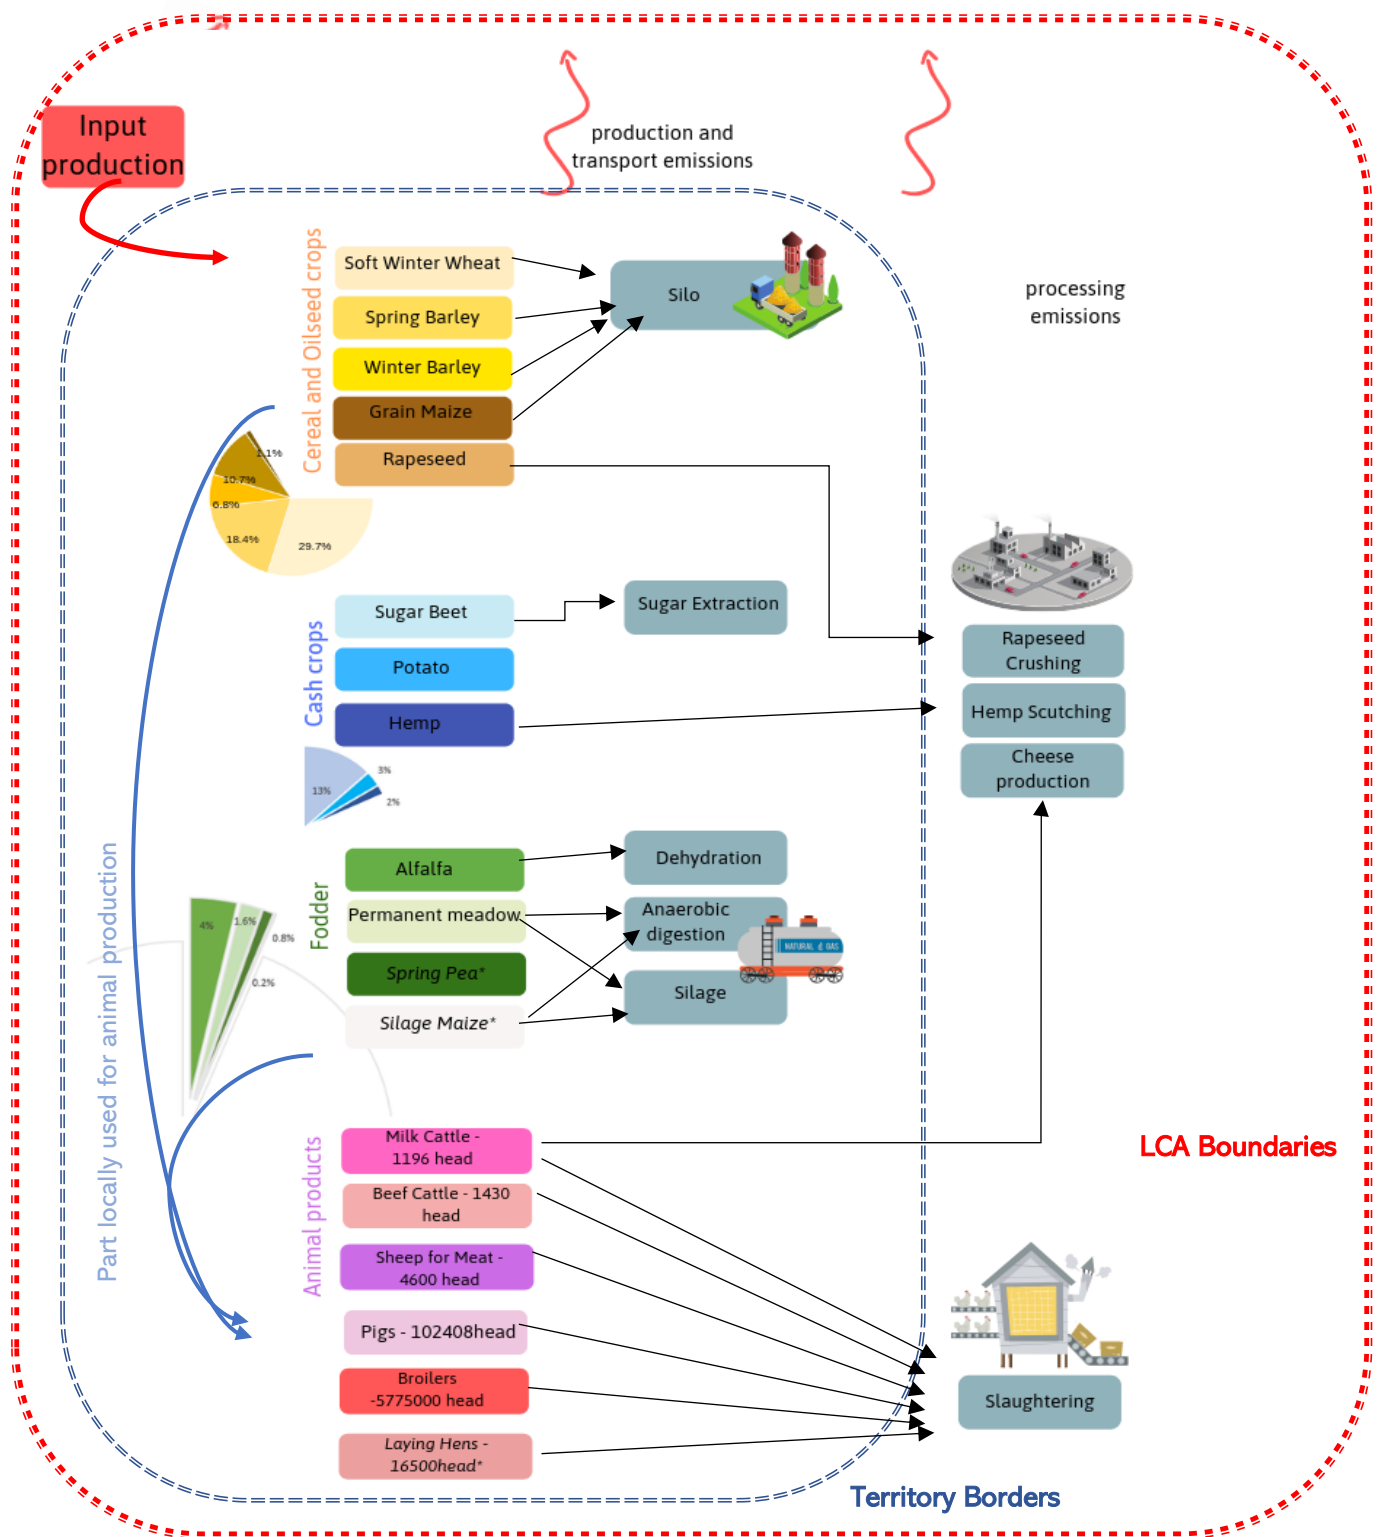 Input
production
production and
transport emissions
processing
emissions
Cereal and Oilseed crops
Soft Winter Wheat
Spring Barley
Winter Barley
Grain Maize
Rapeseed
Silo
1.1%
10.7%
6.8%
18.4%
29.7%
Cash crops
Sugar Beet
Potato
Hemp
Sugar Extraction
Rapeseed
Crushing
Hemp Scutching
Cheese
production
3%
13%
2%
Part locally used for animal production
Fodder
Alfalfa
Permanent meadow
Spring Pea*
Silage Maize*
Dehydration
Anaerobic
digestion
NATURAL GAS
Silage
4%
1.6%
0.8%
0.2%
Animal products
Milk Cattle -
1196 head
Beef Cattle - 1430
head
Sheep for Meat -
4600 head
Pigs - 102408head
Broilers
-5775000 head
Laying Hens -
16500head*
LCA Boundaries
Slaughtering
Territory Borders